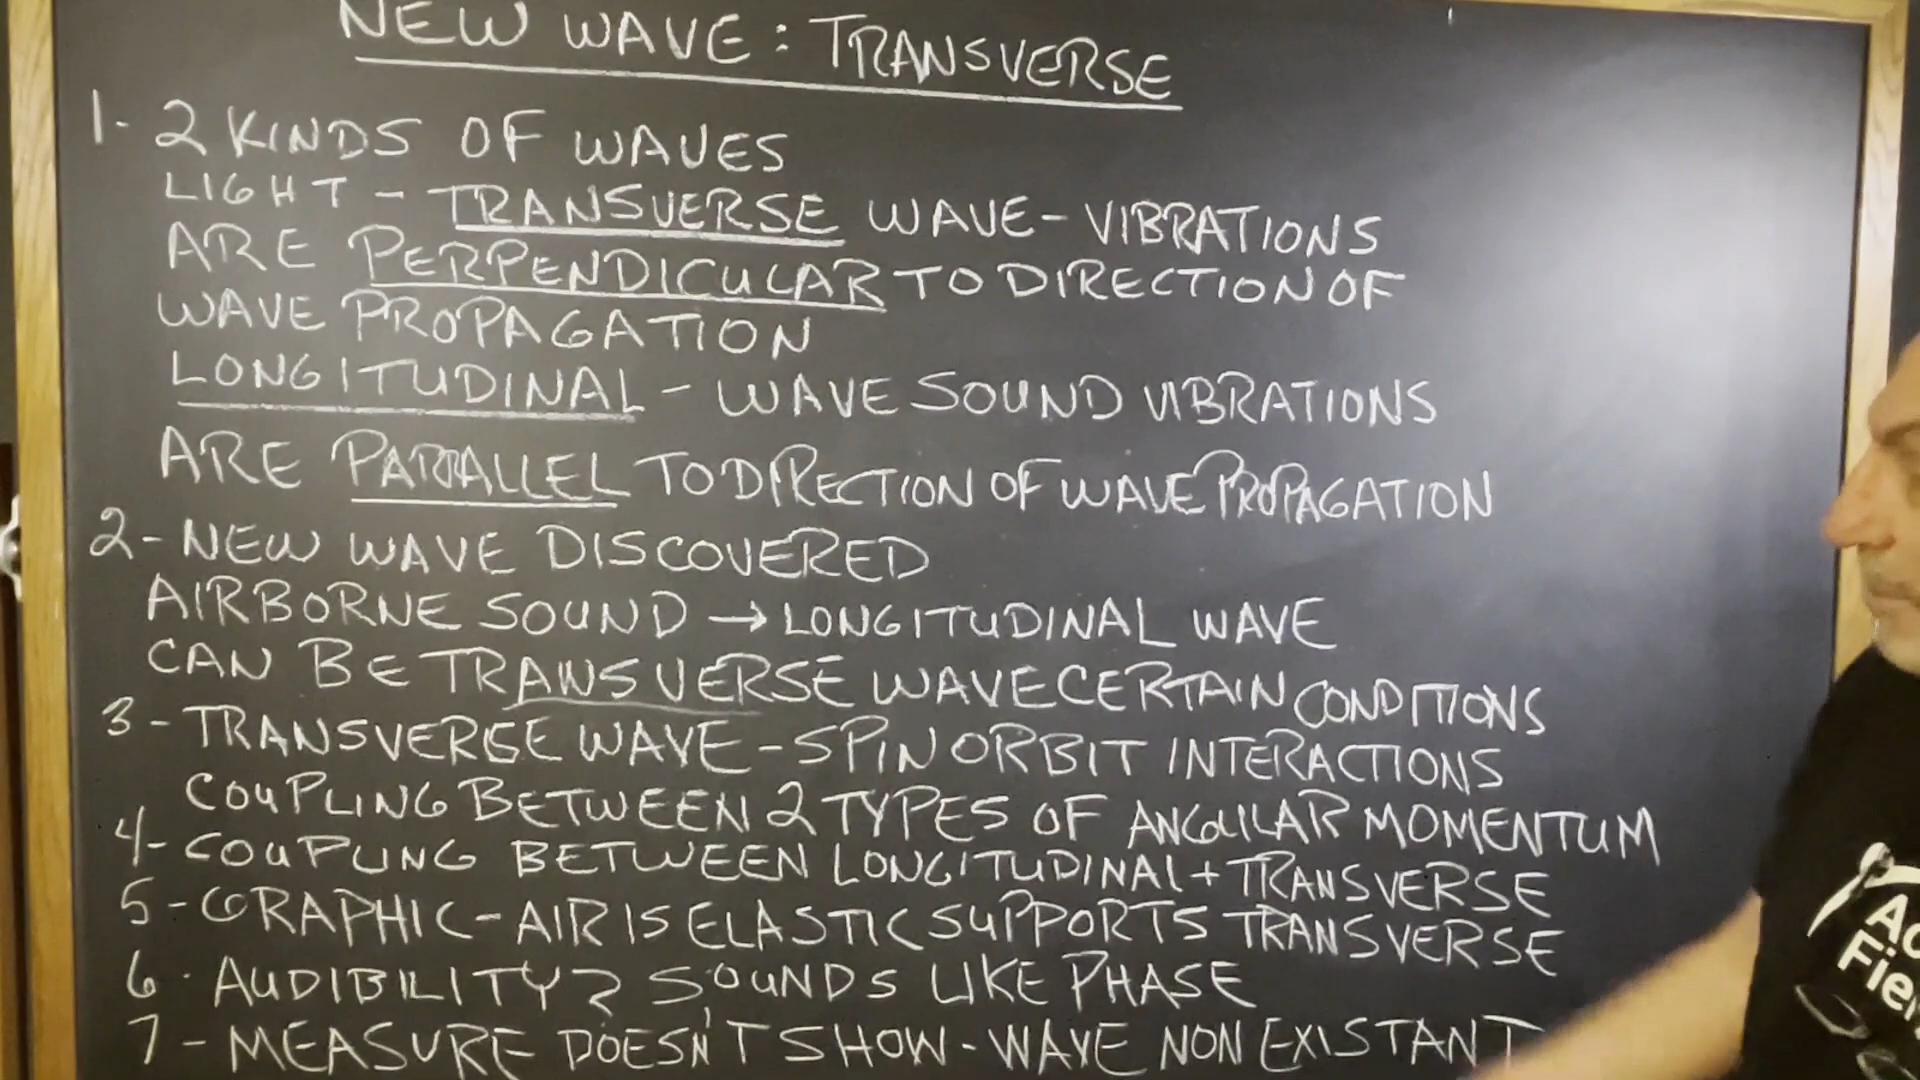 NEW WAVE: TRANSVERSE
1- 2 KINDS OF WAVES
LIGHT - TRANSVERSE WAVE - VIBRATIONS
ARE PERPENDICULAR TO DIRECTION OF
WAVE PROPAGATION
LONGITUDINAL - WAVE SOUND VIBRATIONS
ARE PARALLEL TO DIRECTION OF WAVE PROPAGATION
2- NEW WAVE DISCOVERED
AIRBORNE SOUND → LONGITUDINAL WAVE
CAN BE TRANSVERSE WAVE CERTAIN CONDITIONS
3 - TRANSVERSE WAVE - SPIN ORBIT INTERACTIONS
COUPLING BETWEEN 2 TYPES OF ANGULAR MOMENTUM
4- COUPLING BETWEEN LONGITUDINAL + TRANSVERSE
5 - GRAPHIC - AIR IS ELASTIC SUPPORTS TRANSVERSE
6 - AUDIBILITY? SOUNDS LIKE PHASE
7 - MEASURE DOESN'T SHOW - WAVE NON EXISTANT